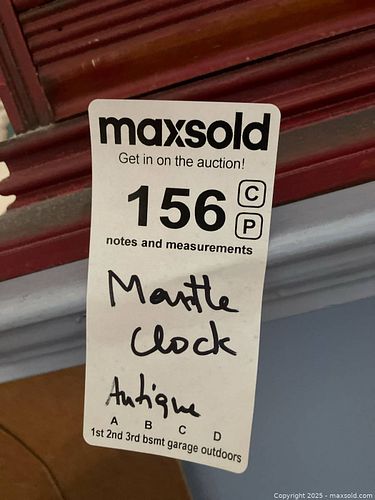 maxsold
Get in on the auction!
156 C
P
notes and measurements
Mantle
Clock
Antique
A B C D
1st 2nd 3rd bsmt garage outdoors
Copyright 2025 - maxsold.com